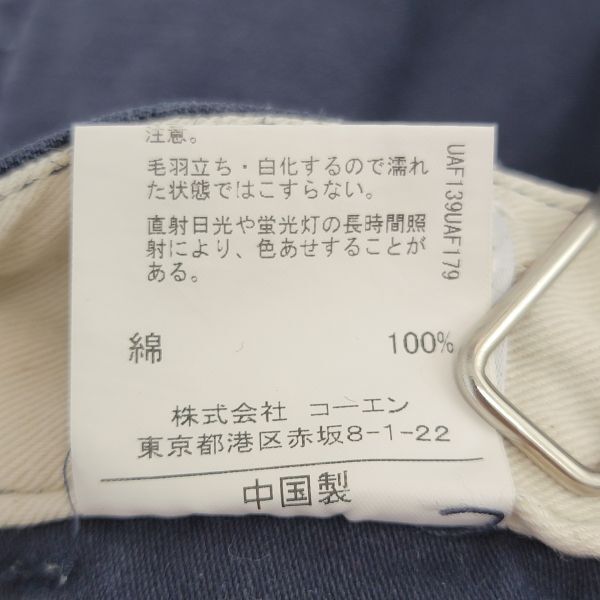 注意。
毛羽立ち・白化するので濡れ
た状態ではこすらない。
直射日光や蛍光灯の長時間照
射により、色あせすることが
ある。
綿 100%
株式会社 コーエン
東京都港区赤坂8-1-22
中国製
UAF139UAF179